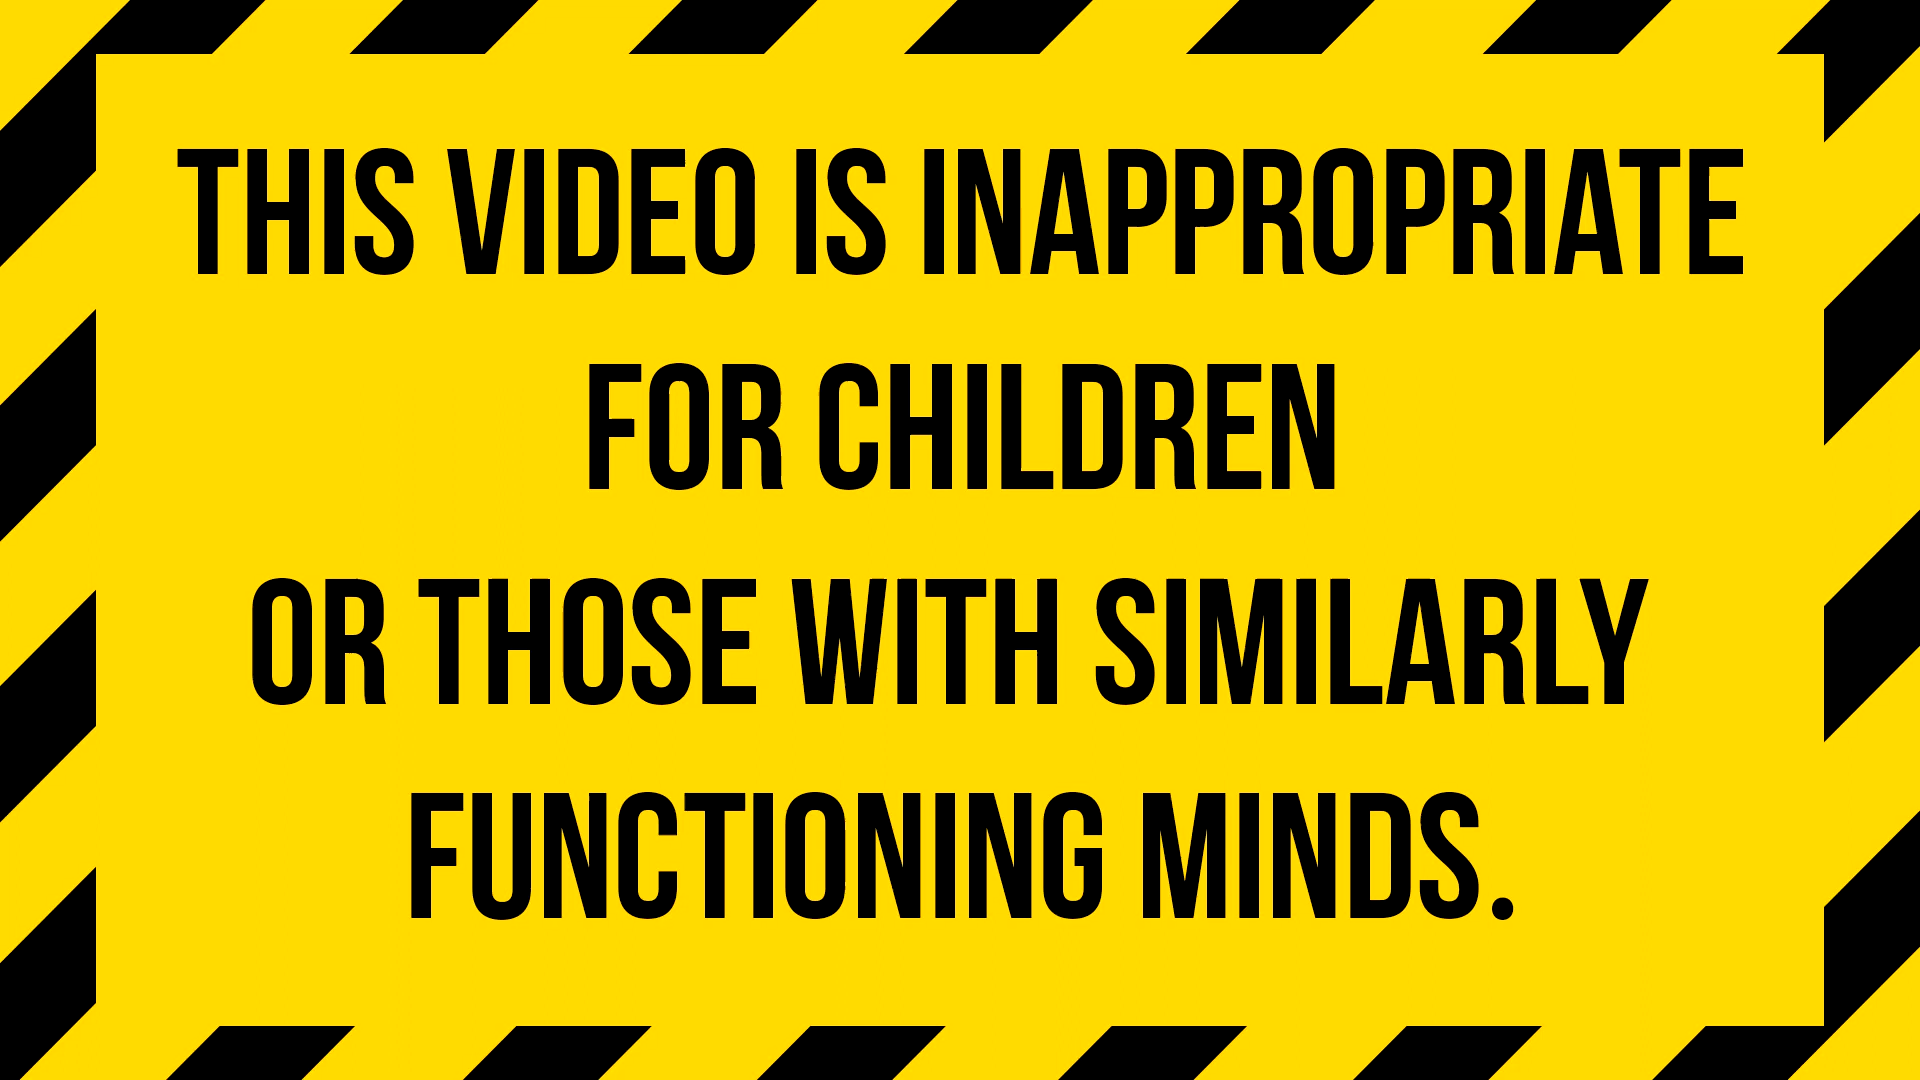 THIS VIDEO IS INAPPROPRIATE
FOR CHILDREN
OR THOSE WITH SIMILARLY
FUNCTIONING MINDS.